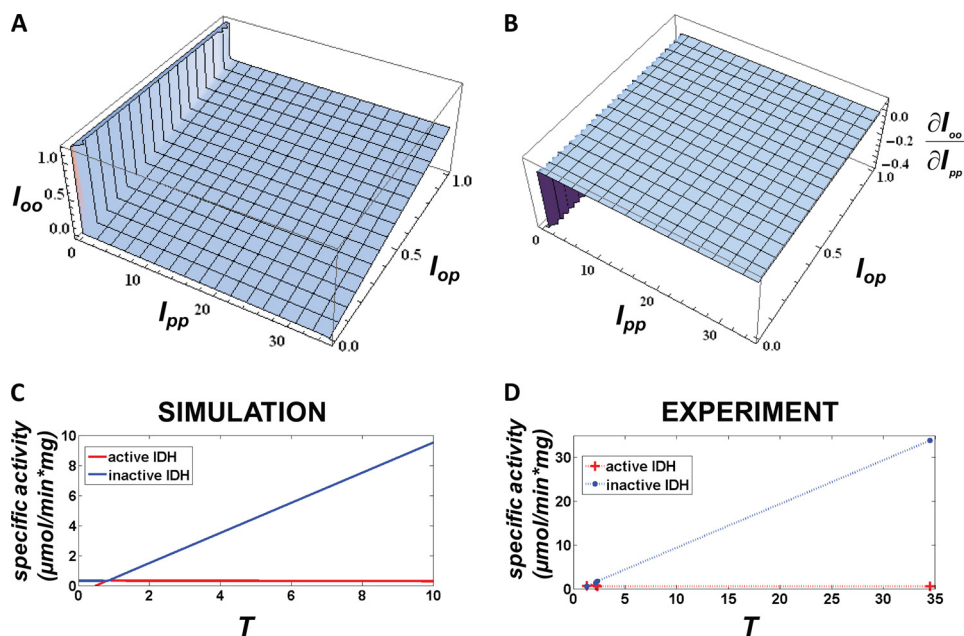 A
B
1.0
0.5
0.0
I_oo
0
10
20
30
I_pp
0.0
0.5
1.0
I_op
0.0
-0.2
-0.4
∂I_oo
∂I_pp
0
10
20
30
I_pp
0.0
0.5
1.0
I_op
C
SIMULATION
specific activity
(µmol/min*mg)
10
8
6
4
2
0
active IDH
inactive IDH
0 2 4 6 8 10
T
D
EXPERIMENT
specific activity
(µmol/min*mg)
30
20
10
0
active IDH
inactive IDH
0 5 10 15 20 25 30 35
T